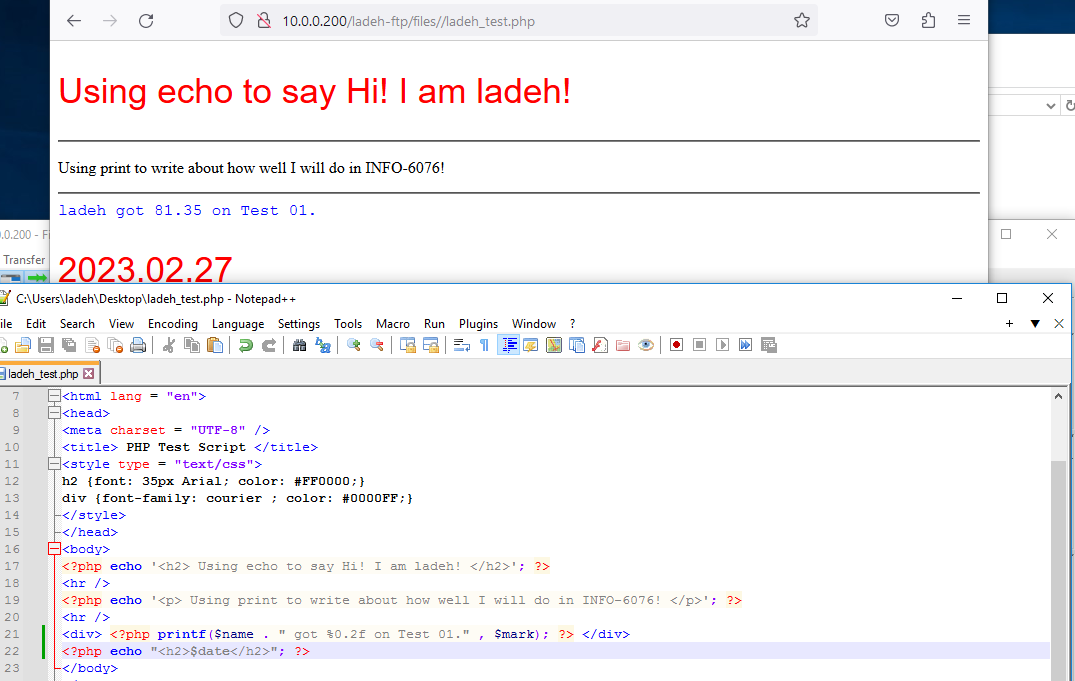 10.0.0.200/ladeh-ftp/files//ladeh_test.php
Using echo to say Hi! I am ladeh!
Using print to write about how well I will do in INFO-6076!
ladeh got 81.35 on Test 01.
2023.02.27
.0.200 - Fi
Transfer
C:\Users\ladeh\Desktop\ladeh_test.php - Notepad++
ile Edit Search View Encoding Language Settings Tools Macro Run Plugins Window ?
ladeh_test.php
7 <html lang = "en">
8 <head>
9 <meta charset = "UTF-8" />
10 <title> PHP Test Script </title>
11 <style type = "text/css">
12 h2 {font: 35px Arial; color: #FF0000;}
13 div {font-family: courier ; color: #0000FF;}
14 </style>
15 </head>
16 <body>
17 <?php echo '<h2> Using echo to say Hi! I am ladeh! </h2>'; ?>
18 <hr />
19 <?php echo '<p> Using print to write about how well I will do in INFO-6076! </p>'; ?>
20 <hr />
21 <div> <?php printf($name . " got %0.2f on Test 01." , $mark); ?> </div>
22 <?php echo "<h2>$date</h2>"; ?>
23 </body>